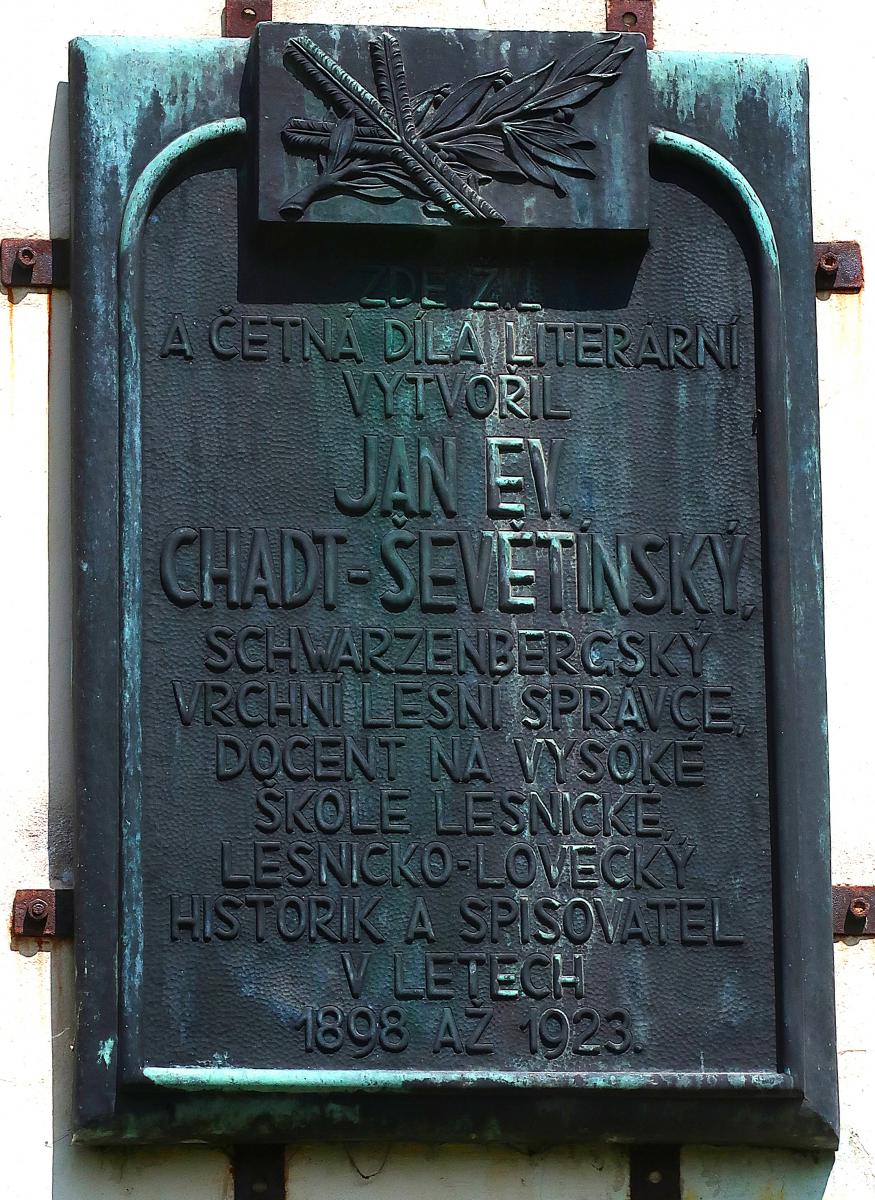 ZDE ŽIL
A ČETNÁ DÍLA LITERÁRNÍ
VYTVOŘIL
JAN EV.
CHADT-ŠEVĚTÍNSKÝ,
SCHWARZENBERGSKÝ
VRCHNÍ LESNÍ SPRÁVCE,
DOCENT NA VYSOKÉ
ŠKOLE LESNICKÉ,
LESNICKO-LOVECKÝ
HISTORIK A SPISOVATEL
V LETECH
1898 AŽ 1923.